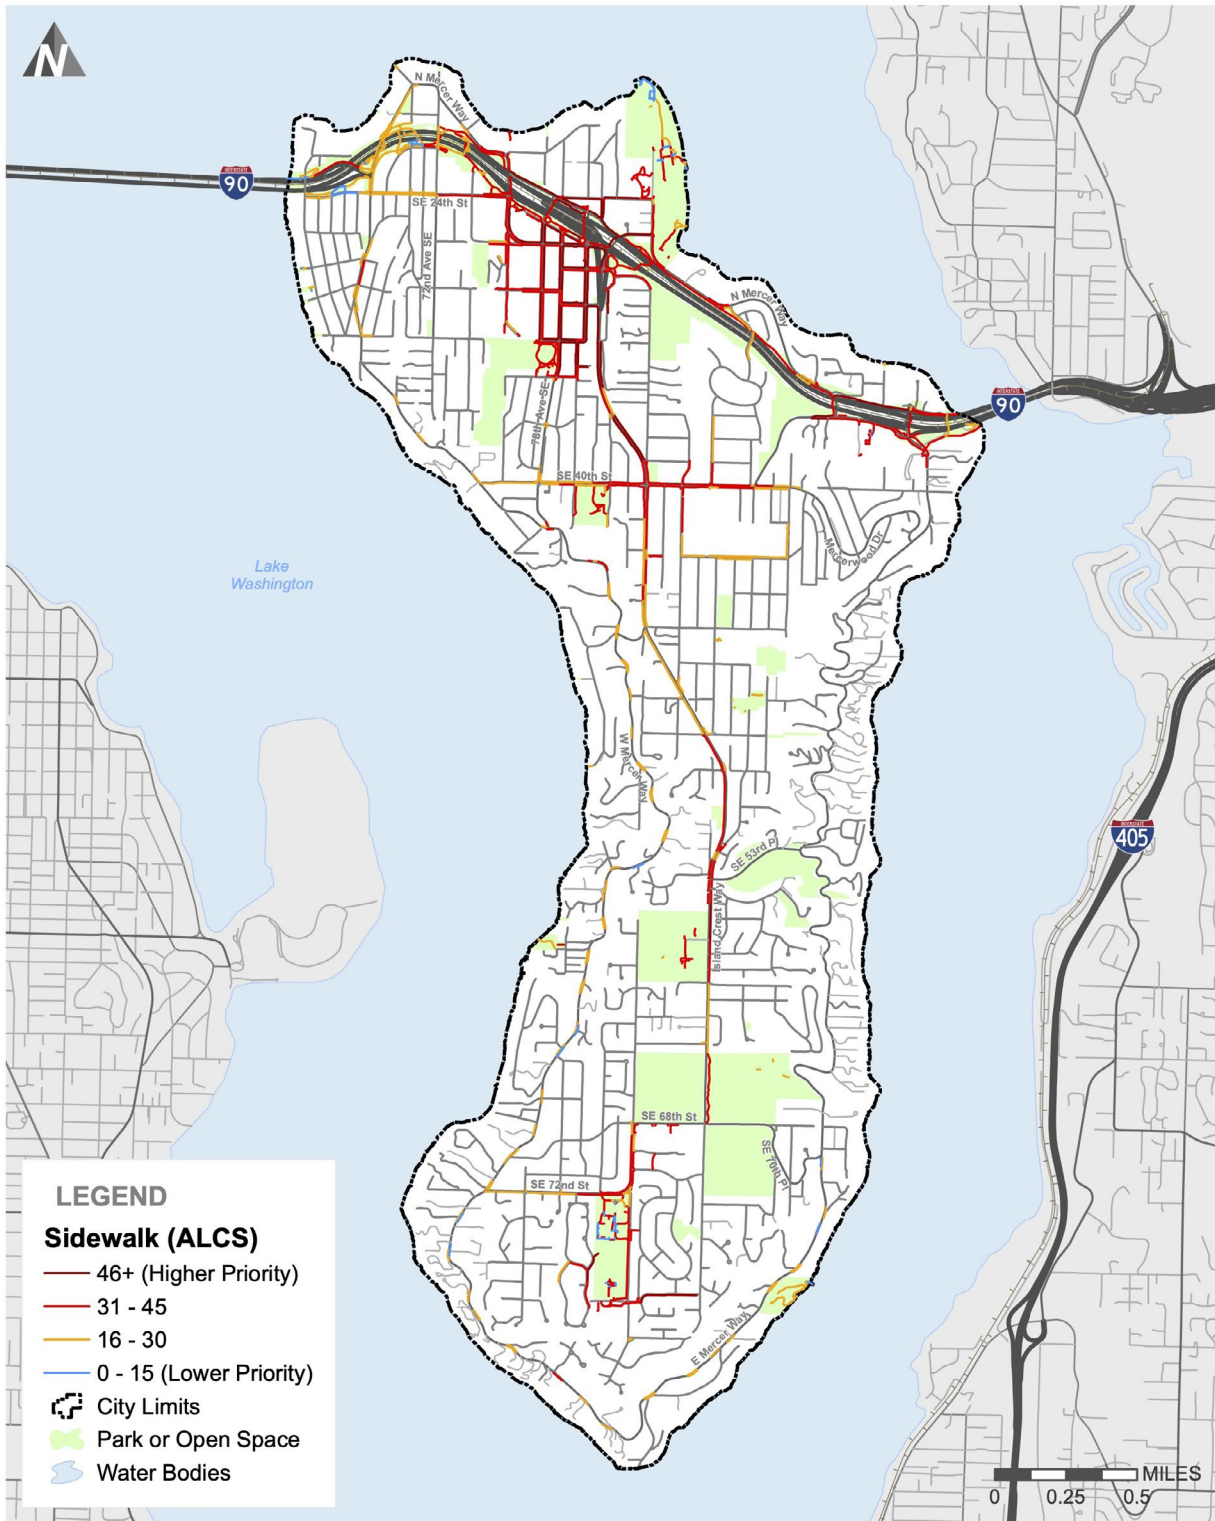 N
N Mercer Way
INTERSTATE
90
SE 24th St
72nd Ave SE
N Mercer Way
INTERSTATE
90
78th Ave SE
SE 40th St
Mercerwood Dr
Lake
Washington
W Mercer Way
INTERSTATE
405
SE 53rd Pl
Island Crest Way
SE 68th St
SE 70th Pl
SE 72nd St
E Mercer Way
LEGEND
Sidewalk (ALCS)
46+ (Higher Priority)
31 - 45
16 - 30
0 - 15 (Lower Priority)
City Limits
Park or Open Space
Water Bodies
MILES
0 0.25 0.5